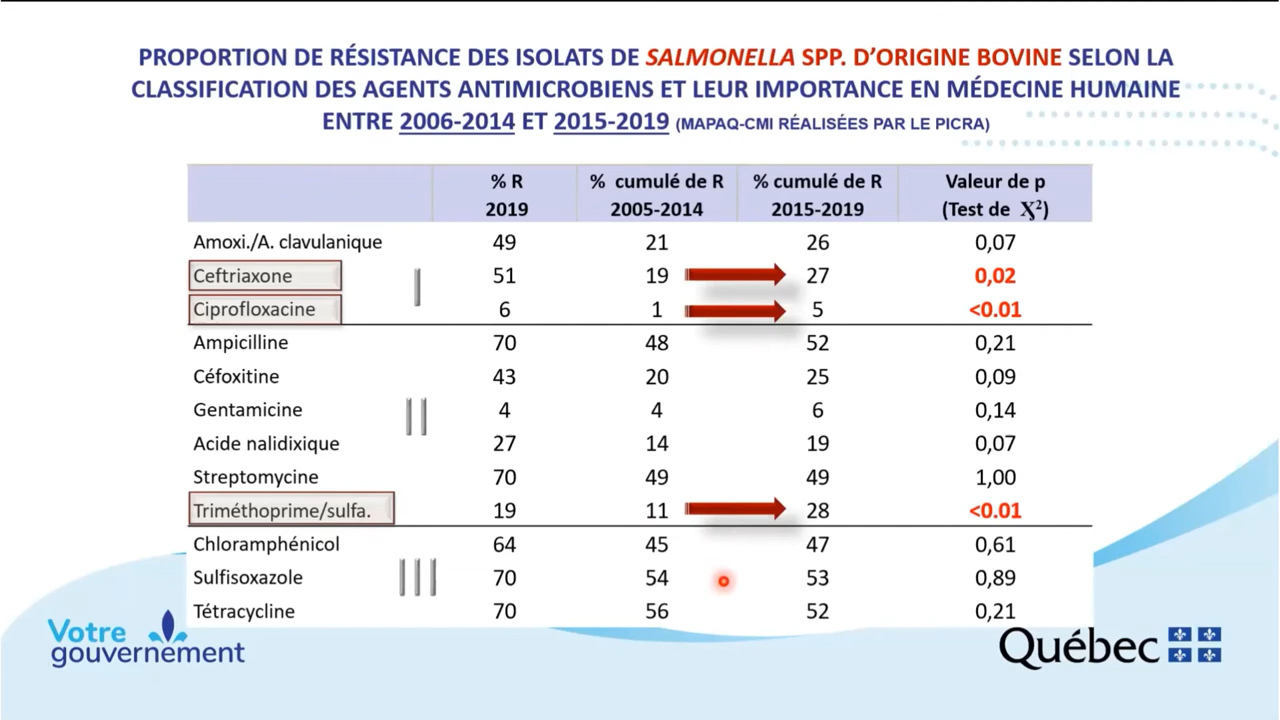 PROPORTION DE RÉSISTANCE DES ISOLATS DE SALMONELLA SPP. D'ORIGINE BOVINE SELON LA
CLASSIFICATION DES AGENTS ANTIMICROBIENS ET LEUR IMPORTANCE EN MÉDECINE HUMAINE
ENTRE 2006-2014 ET 2015-2019 (MAPAQ-CMI RÉALISÉES PAR LE PICRA)
% R % cumulé de R % cumulé de R Valeur de p
2019 2005-2014 2015-2019 (Test de Ӽ²)
Amoxi./A. clavulanique 49 21 26 0,07
Ceftriaxone 51 19 27 0,02
I
Ciprofloxacine 6 1 5 <0.01
Ampicilline 70 48 52 0,21
Céfoxitine 43 20 25 0,09
Gentamicine II 4 4 6 0,14
Acide nalidixique 27 14 19 0,07
Streptomycine 70 49 49 1,00
Triméthoprime/sulfa. 19 11 28 <0.01
Chloramphénicol 64 45 47 0,61
Sulfisoxazole III 70 54 53 0,89
Tétracycline 70 56 52 0,21
Votre
gouvernement
Québec